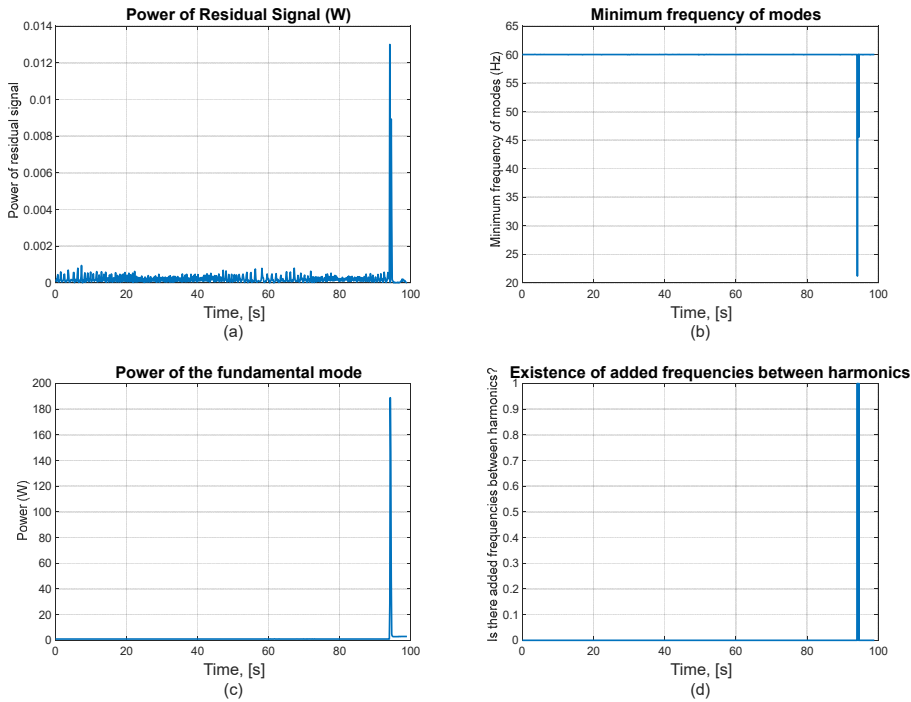 Power of Residual Signal (W)
Power of residual signal
0.014
0.012
0.01
0.008
0.006
0.004
0.002
0
0 20 40 60 80 100
Time, [s]
(a)
Minimum frequency of modes
Minimum frequency of modes (Hz)
65
60
55
50
45
40
35
30
25
20
0 20 40 60 80 100
Time, [s]
(b)
Power of the fundamental mode
Power (W)
200
180
160
140
120
100
80
60
40
20
0
0 20 40 60 80 100
Time, [s]
(c)
Existence of added frequencies between harmonics
Is there added frequencies between harmonics?
1
0.9
0.8
0.7
0.6
0.5
0.4
0.3
0.2
0.1
0
0 20 40 60 80 100
Time, [s]
(d)